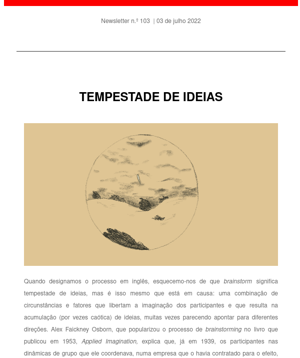 Newsletter n.º 103 | 03 de julho 2022
TEMPESTADE DE IDEIAS
Quando designamos o processo em inglês, esquecemo-nos de que brainstorm significa
tempestade de ideias, mas é isso mesmo que está em causa: uma combinação de
circunstâncias e fatores que libertam a imaginação dos participantes e que resulta na
acumulação (por vezes caótica) de ideias, muitas vezes parecendo apontar para diferentes
direções. Alex Faickney Osborn, que popularizou o processo de brainstorming no livro que
publicou em 1953, Applied Imagination, explica que, já em 1939, os participantes nas
dinâmicas de grupo que ele coordenava, numa empresa que o havia contratado para o efeito,